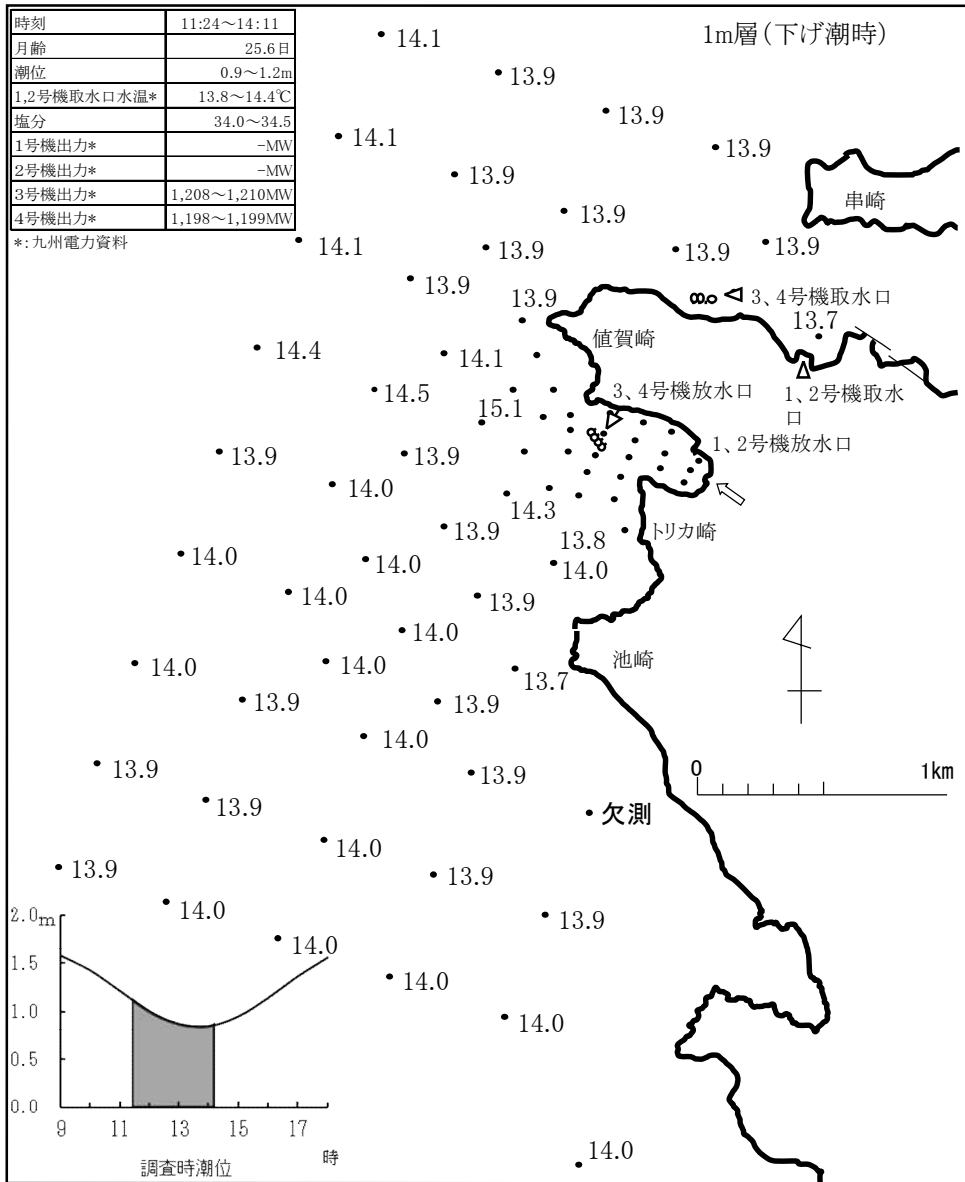 時刻 11:24～14:11
月齢 25.6日
潮位 0.9～1.2m
1,2号機取水口水温* 13.8～14.4℃
塩分 34.0～34.5
1号機出力* -MW
2号機出力* -MW
3号機出力* 1,208～1,210MW
4号機出力* 1,198～1,199MW
*:九州電力資料
1m層(下げ潮時)
14.1
13.9
13.9
14.1
13.9
13.9
串崎
13.9
14.1
13.9
13.9
13.9
13.9
13.9
3、4号機取水口
13.7
値賀崎
14.4
14.1
1、2号機取水
口
14.5
15.1
3、4号機放水口
1、2号機放水口
13.9
13.9
14.0
14.3
13.9
13.8
トリカ崎
14.0
14.0
14.0
14.0
13.9
14.0
14.0
14.0
池崎
13.7
13.9
13.9
14.0
13.9
13.9
0 1km
13.9
欠測
14.0
13.9
13.9
14.0
13.9
14.0
14.0
14.0
14.0
2.0m
1.5
1.0
0.5
0.0
9 11 13 15 17 時
調査時潮位